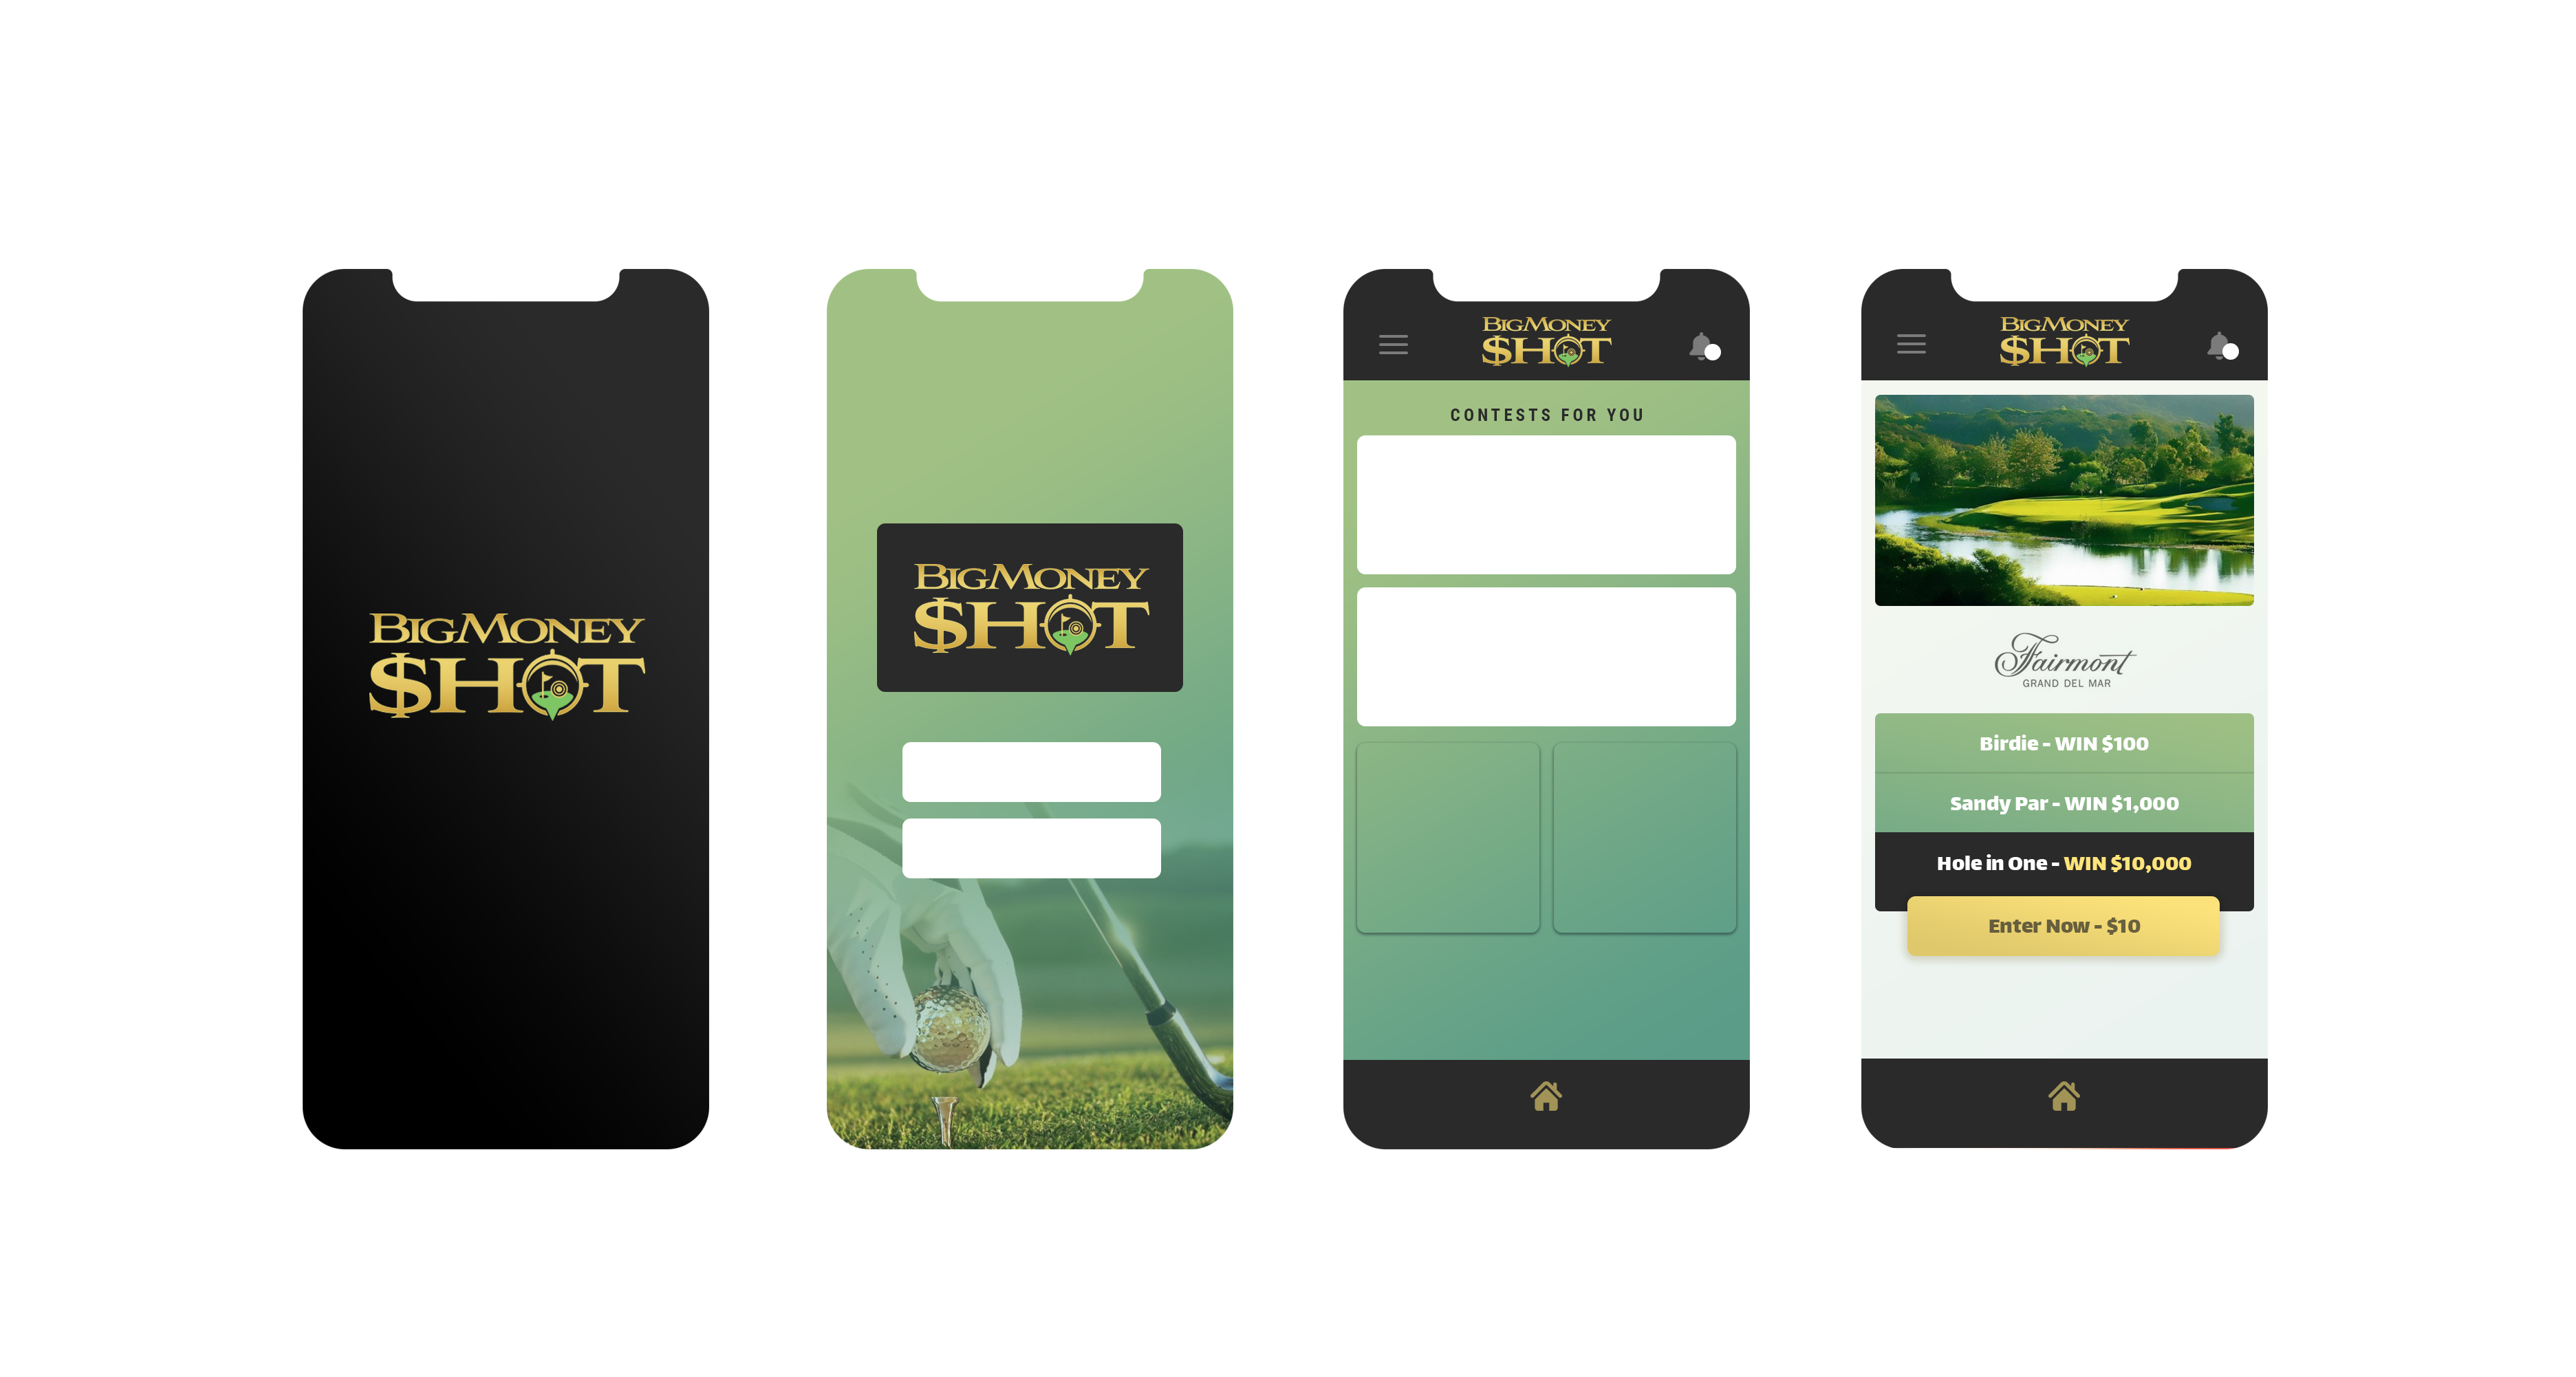 BIGMONEY
$HOT
BIGMONEY
$HOT
BIGMONEY
$HOT
CONTESTS FOR YOU
BIGMONEY
$HOT
Fairmont
GRAND DEL MAR
Birdie - WIN $100
Sandy Par - WIN $1,000
Hole in One - WIN $10,000
Enter Now - $10